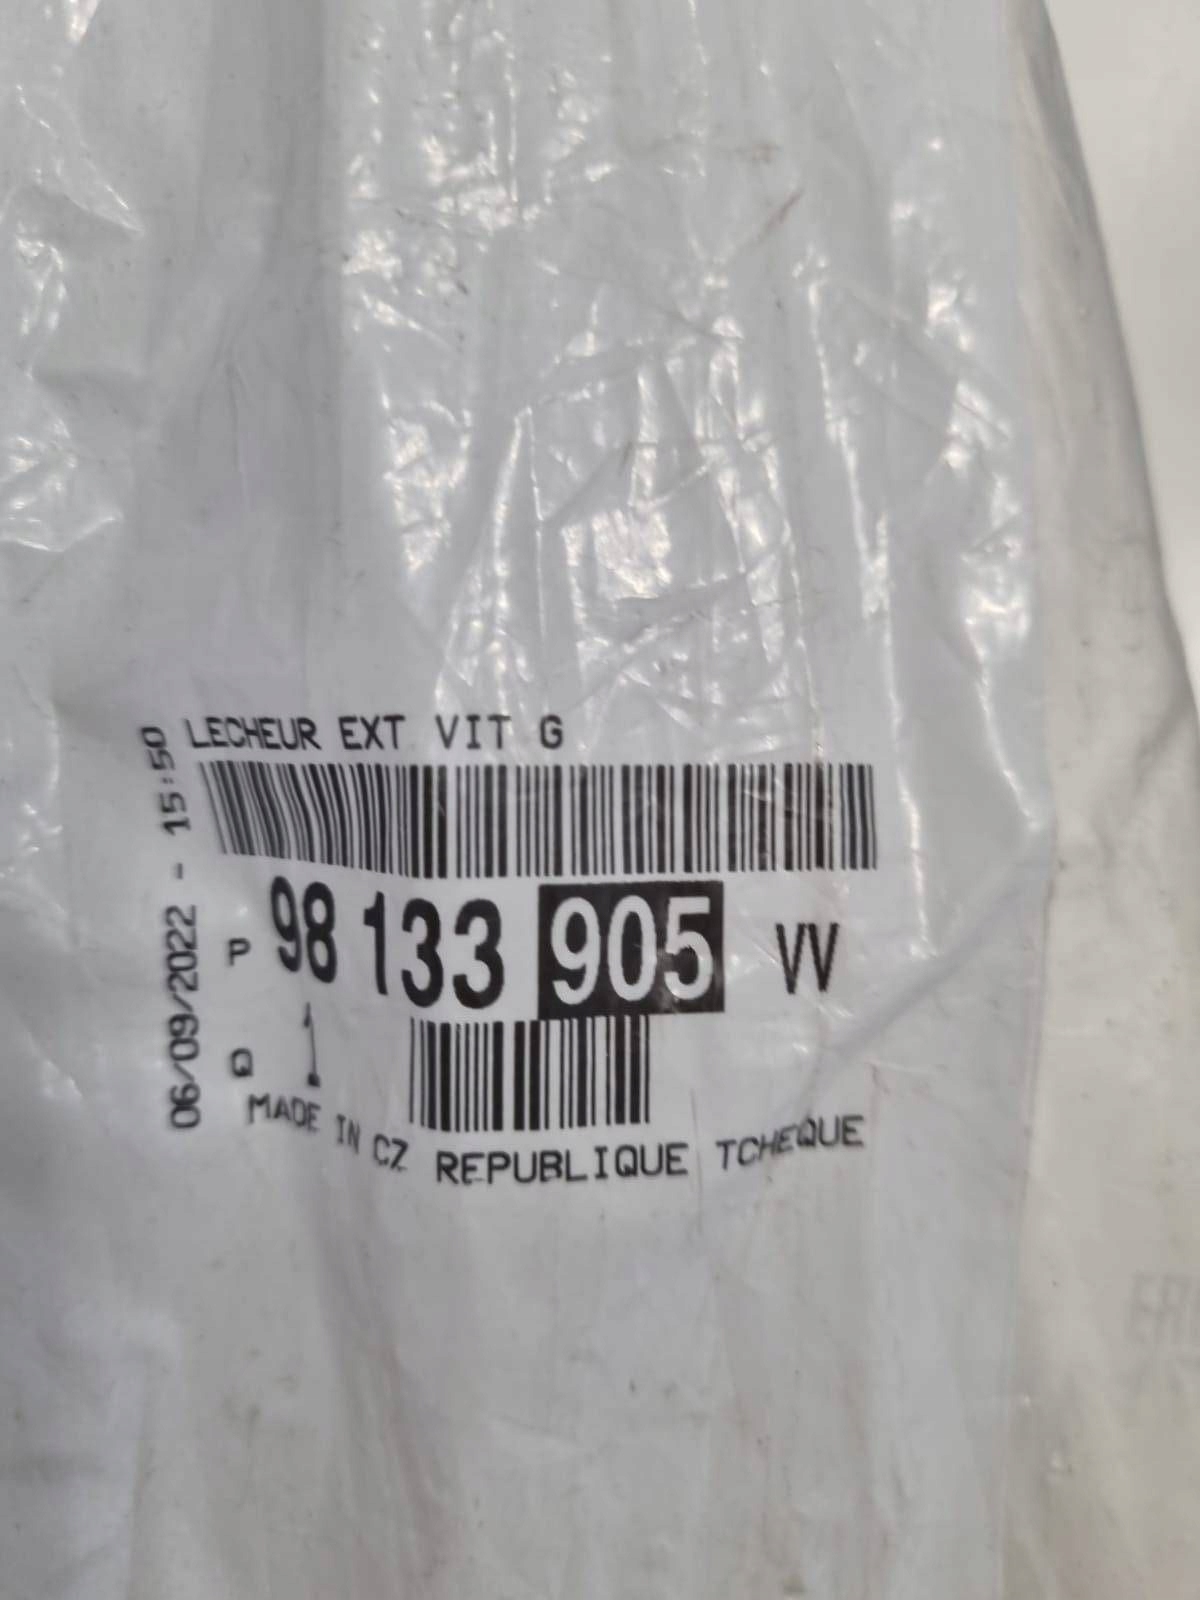 LECHEUR EXT VIT G
06/09/2022 - 15:50
P 98 133 905 VV
Q 1
MADE IN CZ REPUBLIQUE TCHEQUE